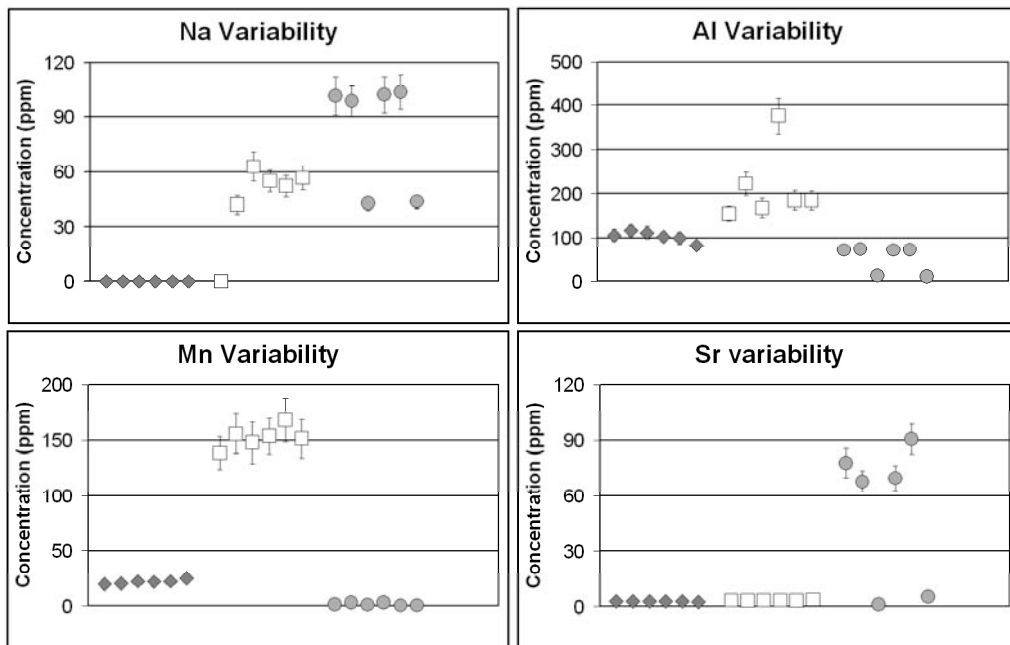 Na Variability
Concentration (ppm)
120
90
60
30
0
Al Variability
Concentration (ppm)
500
400
300
200
100
0
Mn Variability
Concentration (ppm)
200
150
100
50
0
Sr variability
Concentration (ppm)
120
90
60
30
0